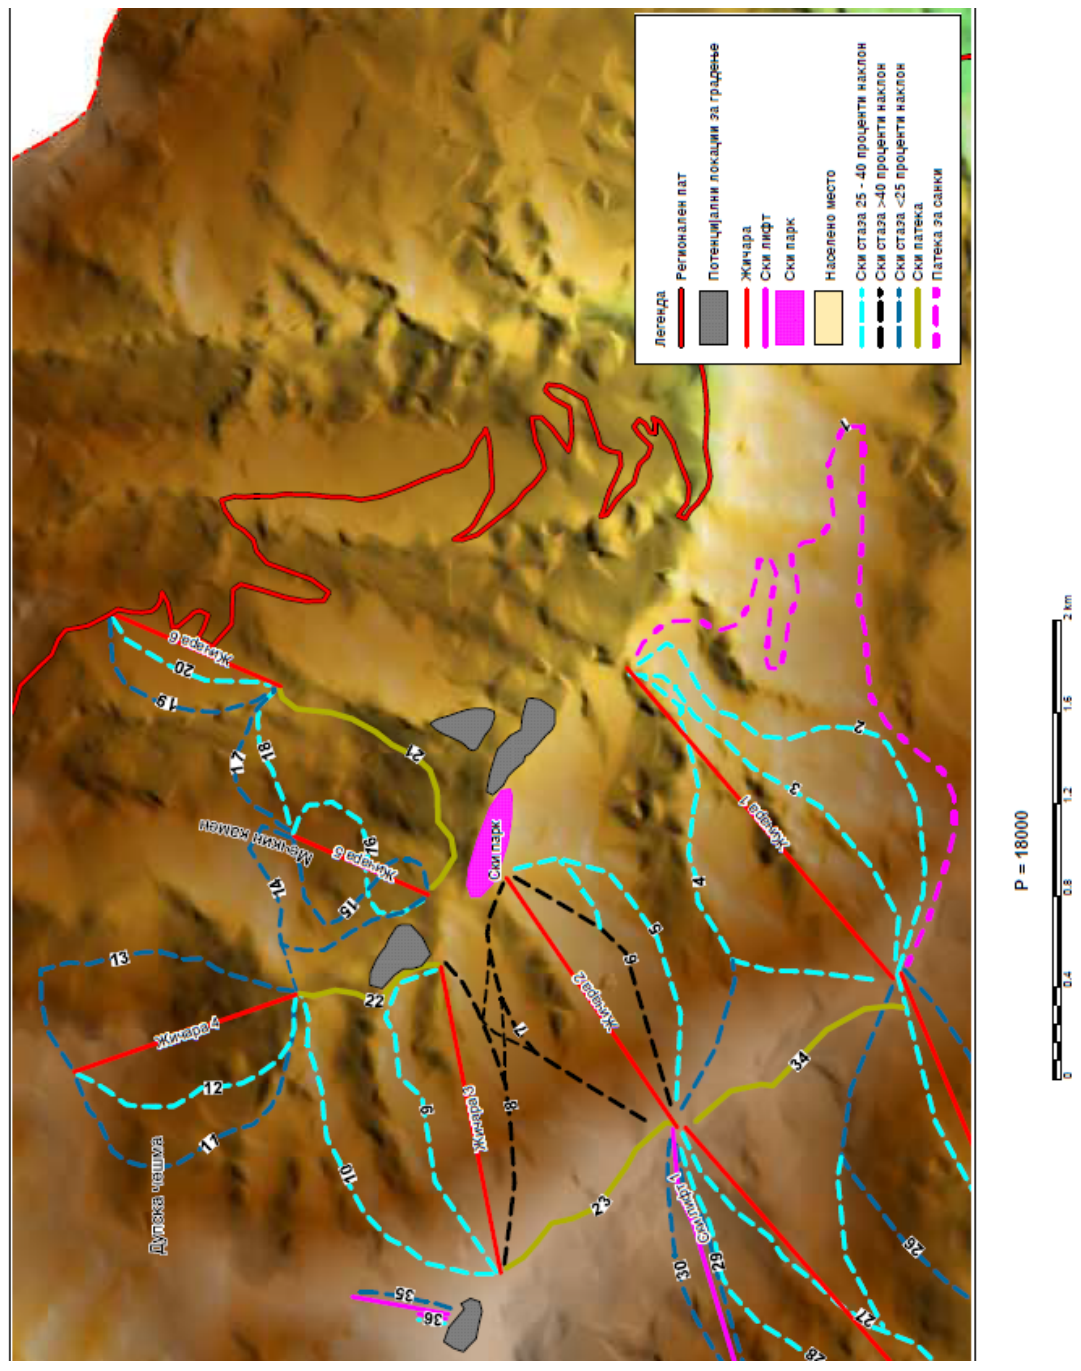 Легенда
Регионален пат
Потенцијални локации за градење
Жичара
Ски лифт
Ски парк
Населено место
Ски стаза 25 - 40 проценти наклон
Ски стаза >40 проценти наклон
Ски стаза <25 проценти наклон
Ски патека
Патека за санки
Жичара 6
20
19
18
17
21
Мечкин камен
16
Жичара 5
15
14
13
22
Жичара 4
12
11
Дупска чешма
10
9
Жичара 3
8
7
Ски парк
Жичара 2
6
5
4
Жичара 1
3
2
1
34
23
Ски лифт 1
30
29
28
27
26
35
36
Р = 18000
0
0.4
0.8
1.2
1.6
2 km